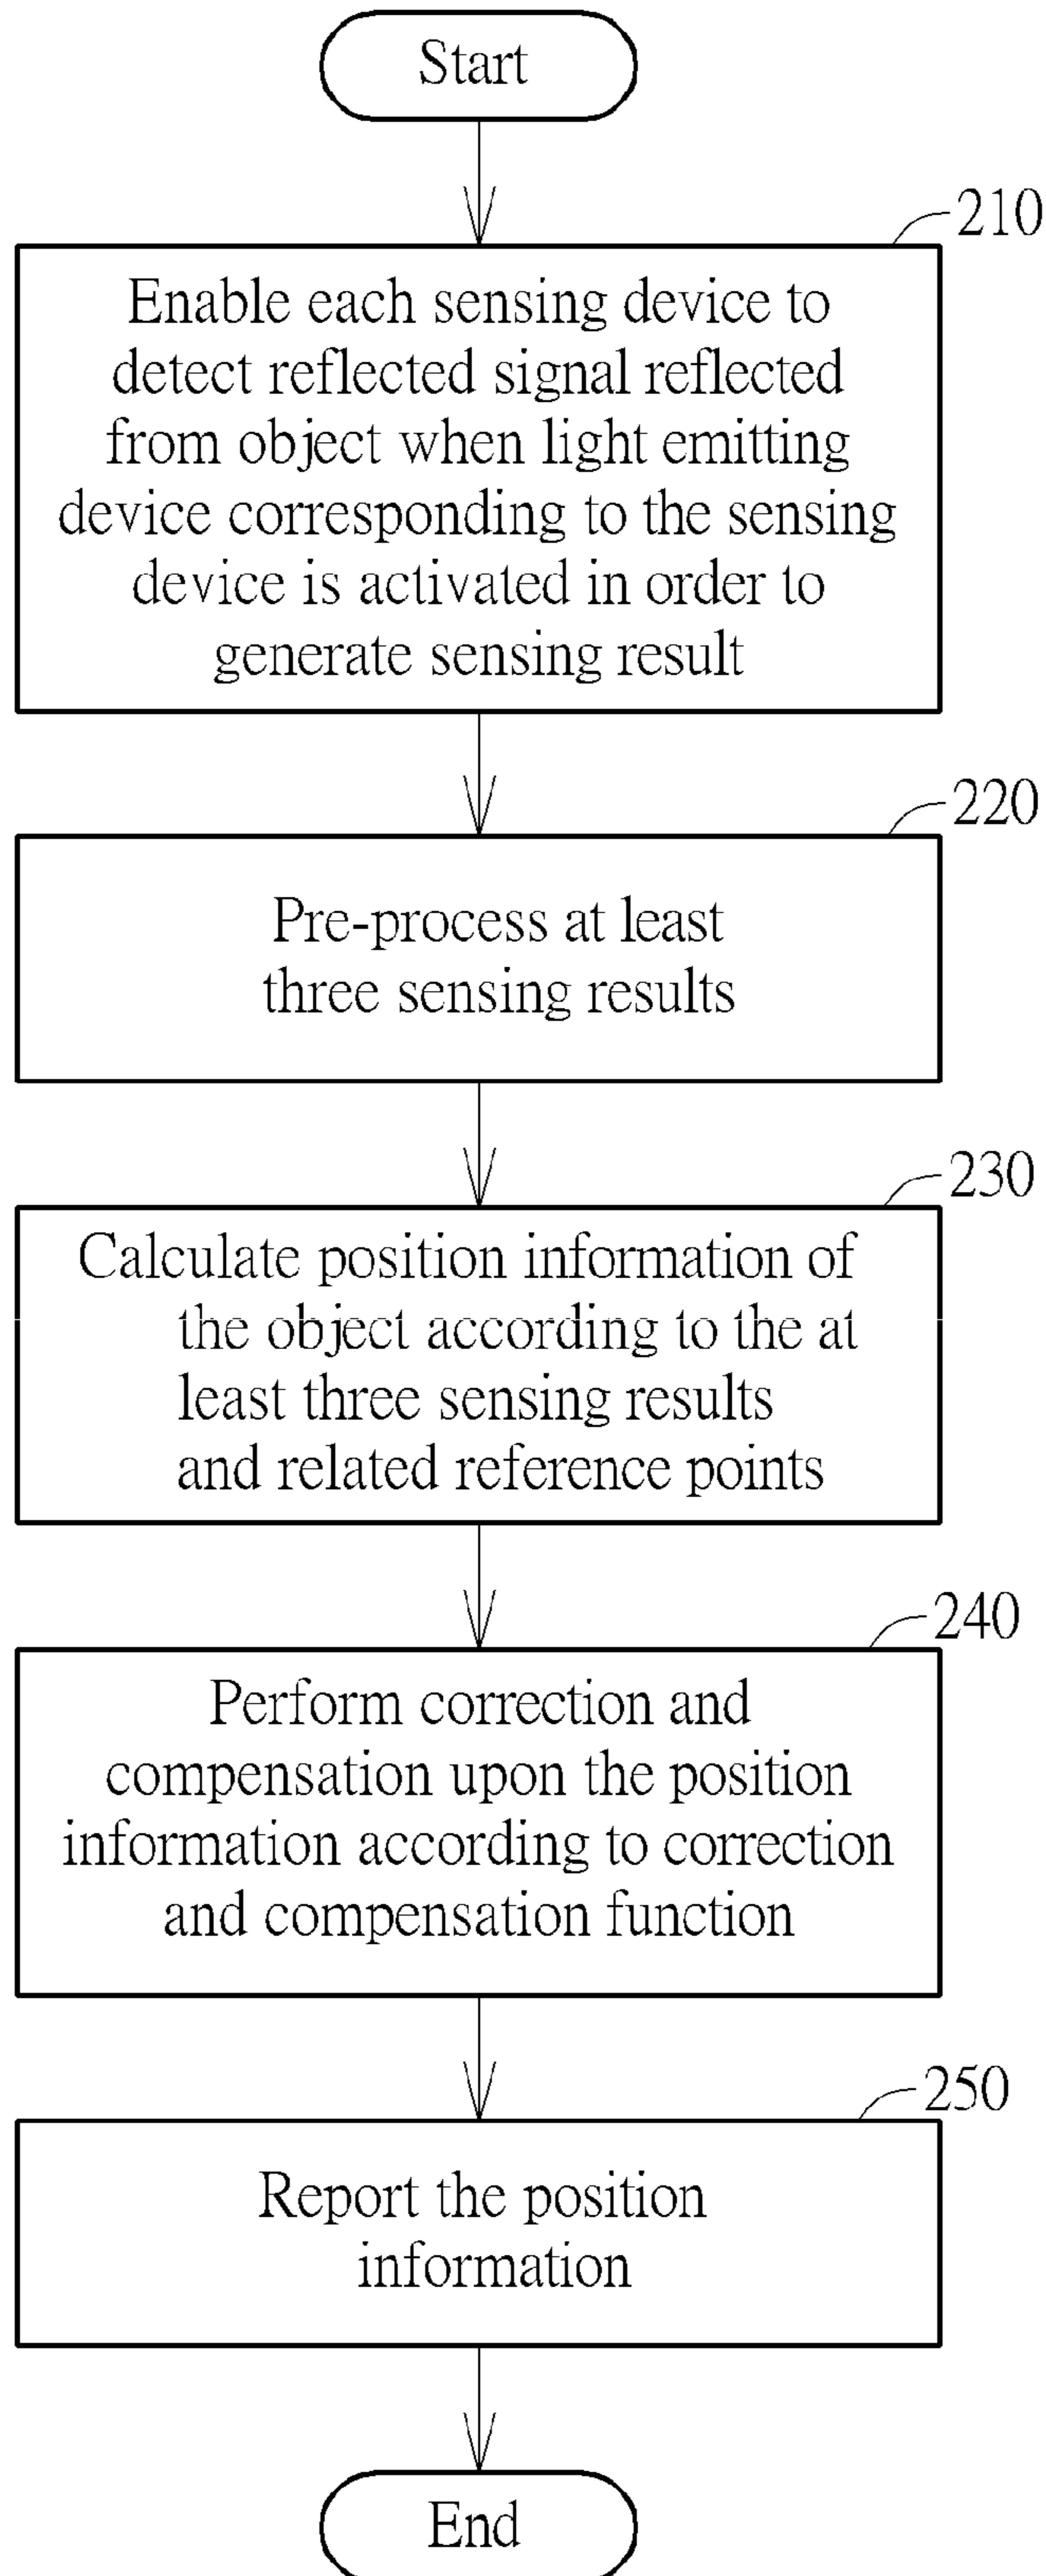 Start
210
Enable each sensing device to
detect reflected signal reflected
from object when light emitting
device corresponding to the sensing
device is activated in order to
generate sensing result
220
Pre-process at least
three sensing results
230
Calculate position information of
the object according to the at
least three sensing results
and related reference points
240
Perform correction and
compensation upon the position
information according to correction
and compensation function
250
Report the position
information
End